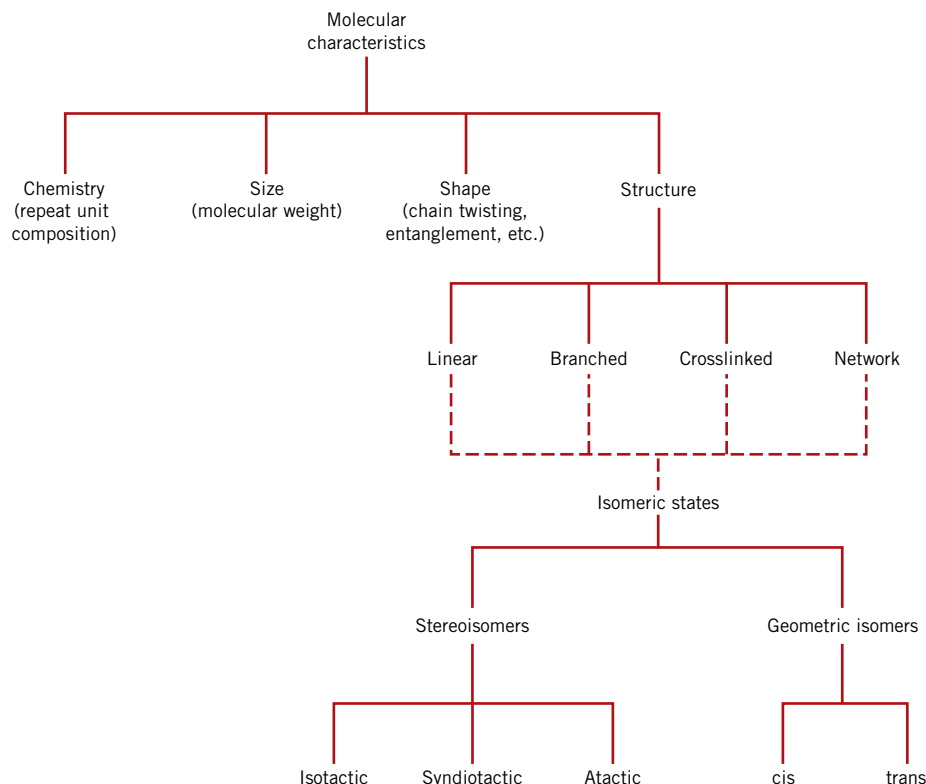 Molecular
characteristics
Chemistry
(repeat unit
composition)
Size
(molecular weight)
Shape
(chain twisting,
entanglement, etc.)
Structure
Linear
Branched
Crosslinked
Network
Isomeric states
Stereoisomers
Geometric isomers
Isotactic
Syndiotactic
Atactic
cis
trans